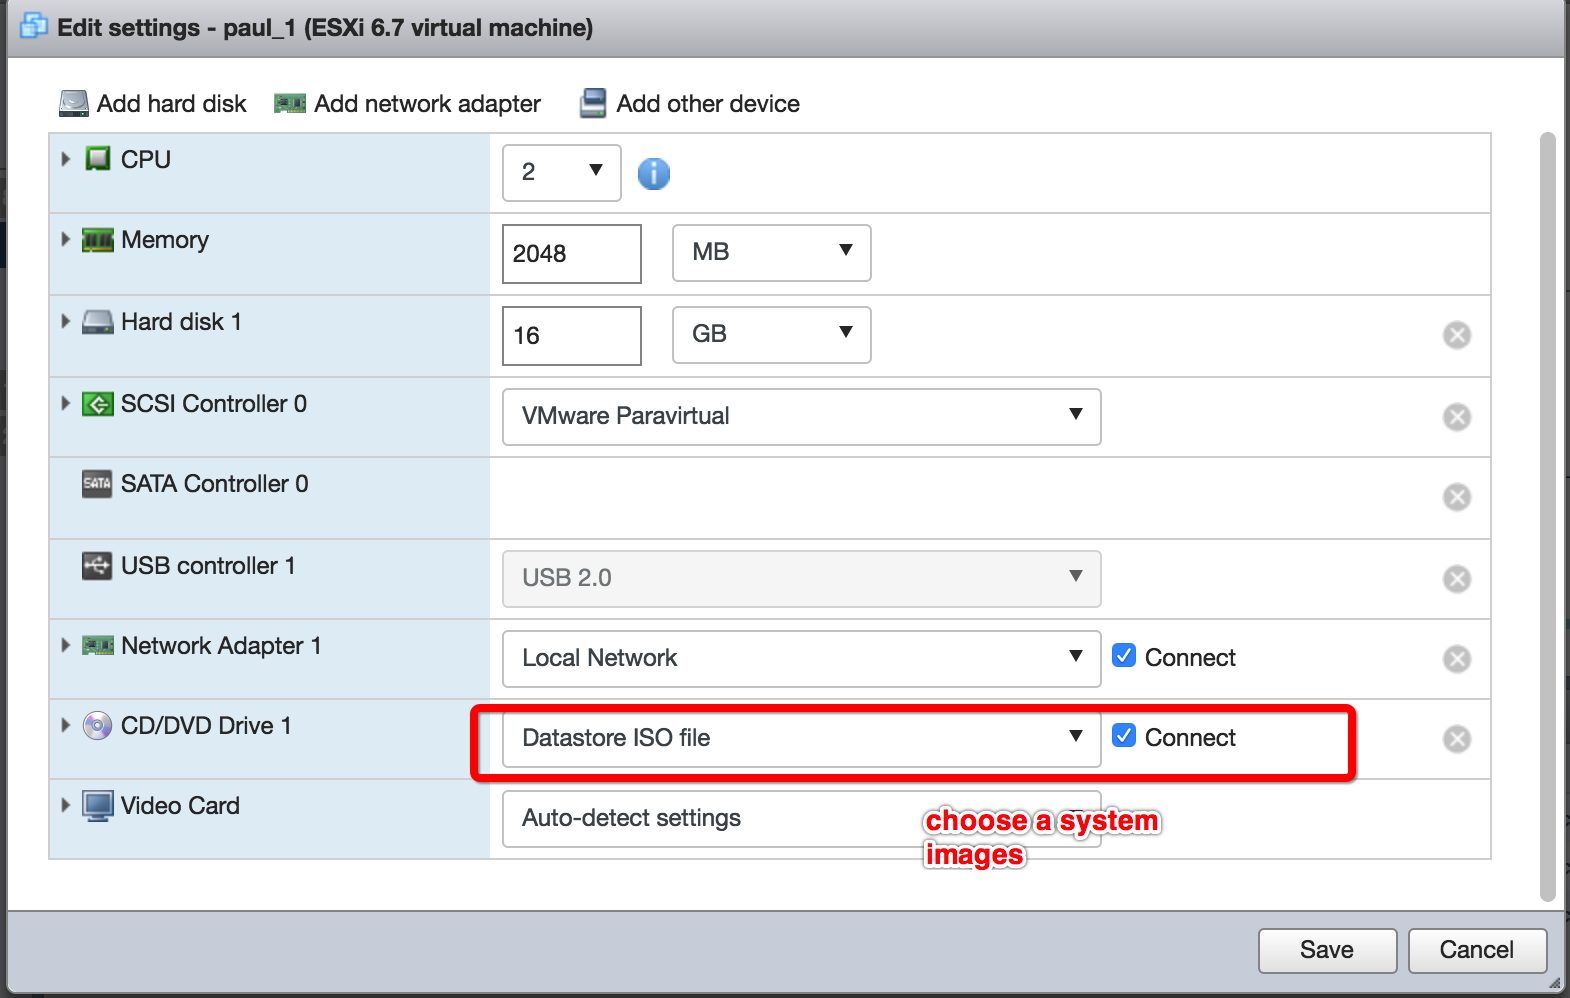 Edit settings - paul_1 (ESXi 6.7 virtual machine)
Add hard disk Add network adapter Add other device
CPU 2
Memory 2048 MB
Hard disk 1 16 GB
SCSI Controller 0 VMware Paravirtual
SATA SATA Controller 0
USB controller 1 USB 2.0
Network Adapter 1 Local Network Connect
CD/DVD Drive 1 Datastore ISO file Connect
Video Card Auto-detect settings
choose a system
images
Save Cancel